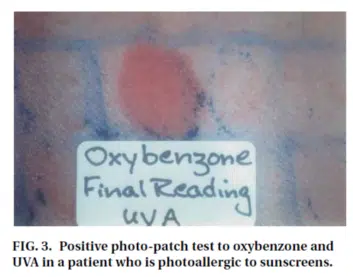 Oxybenzone
Final Reading
UVA
FIG. 3. Positive photo-patch test to oxybenzone and
UVA in a patient who is photoallergic to sunscreens.